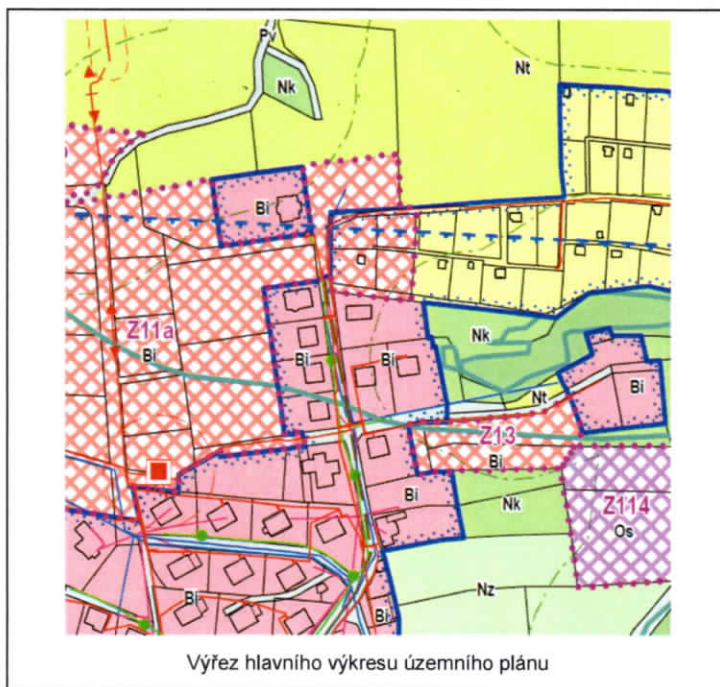 Pv
Nk
Nt
Bi
Z11a
Bi
Bi
Bi
Nk
Nt
Bi
Z13
Bi
Bi
Z114
Os
Nk
Nz
Bi
Bi
Výřez hlavního výkresu územního plánu